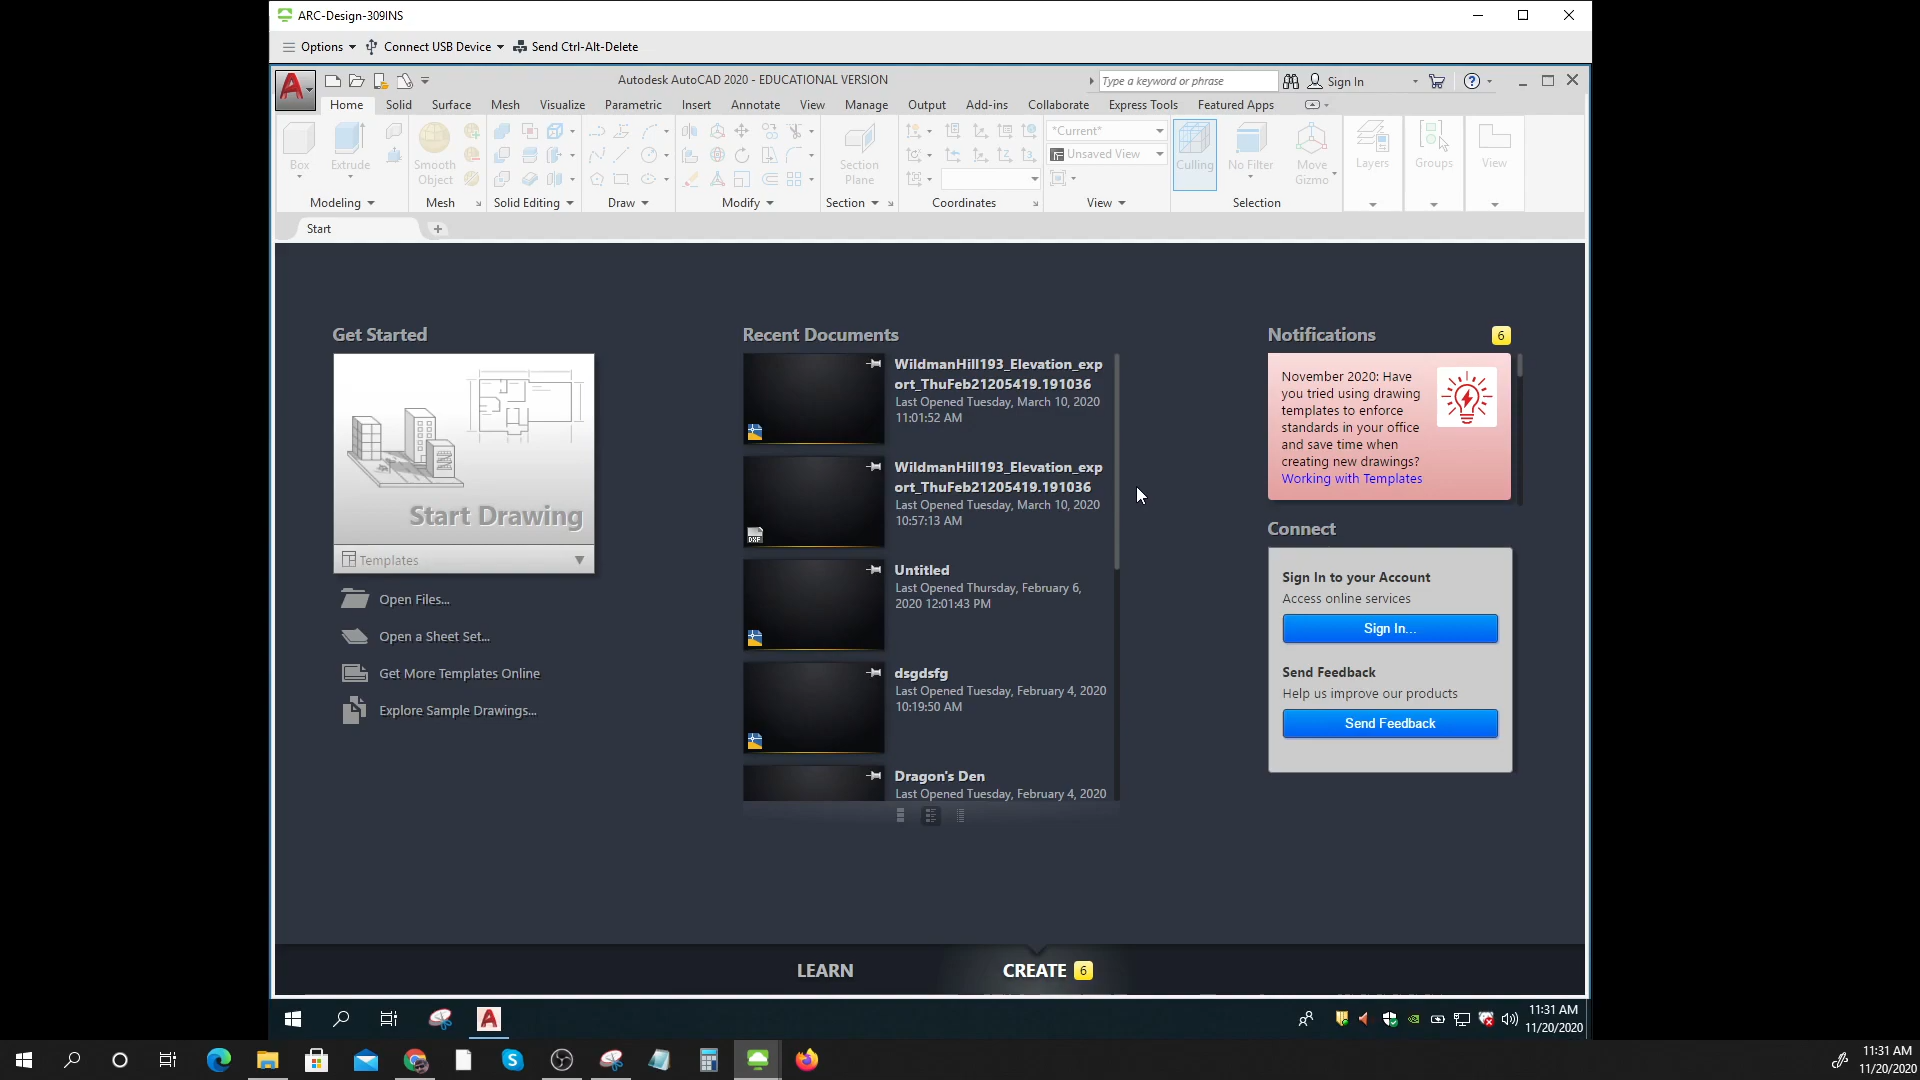 ARC-Design-309INS
Options Connect USB Device Send Ctrl-Alt-Delete
Autodesk AutoCAD 2020 - EDUCATIONAL VERSION
Type a keyword or phrase
Sign In
Home Solid Surface Mesh Visualize Parametric Insert Annotate View Manage Output Add-ins Collaborate Express Tools Featured Apps
Box
Extrude
Smooth
Object
Section
Plane
*Current*
Unsaved View
Culling
No Filter
Move
Gizmo
Layers
Groups
View
Modeling
Mesh
Solid Editing
Draw
Modify
Section
Coordinates
View
Selection
Start
Get Started
Start Drawing
Templates
Open Files...
Open a Sheet Set...
Get More Templates Online
Explore Sample Drawings...
Recent Documents
WildmanHill193_Elevation_exp
ort_ThuFeb21205419.191036
Last Opened Tuesday, March 10, 2020
11:01:52 AM
WildmanHill193_Elevation_exp
ort_ThuFeb21205419.191036
Last Opened Tuesday, March 10, 2020
10:57:13 AM
DXF
Untitled
Last Opened Thursday, February 6,
2020 12:01:43 PM
dsgdsfg
Last Opened Tuesday, February 4, 2020
10:19:50 AM
Dragon's Den
Last Opened Tuesday, February 4, 2020
Notifications
6
November 2020: Have
you tried using drawing
templates to enforce
standards in your office
and save time when
creating new drawings?
Working with Templates
Connect
Sign In to your Account
Access online services
Sign In...
Send Feedback
Help us improve our products
Send Feedback
LEARN
CREATE 6
11:31 AM
11/20/2020
11:31 AM
11/20/2020